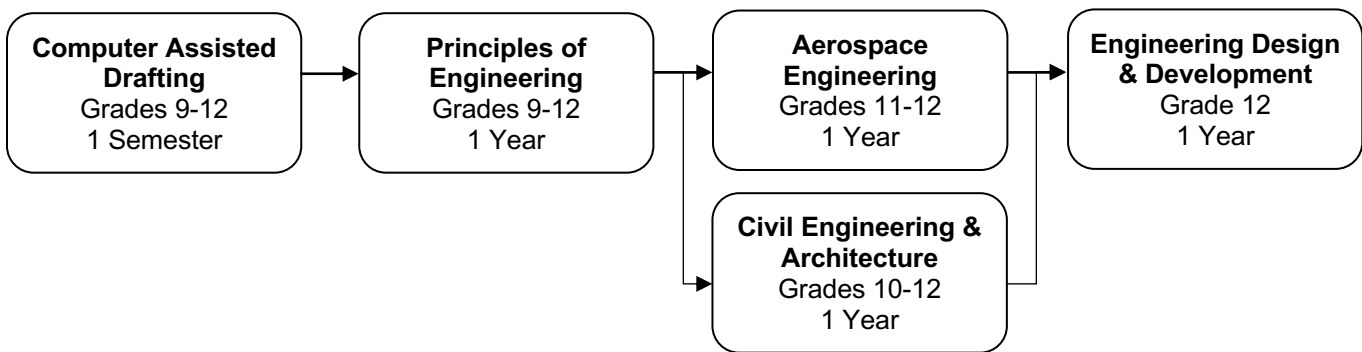 Computer Assisted
Drafting
Grades 9-12
1 Semester
Principles of
Engineering
Grades 9-12
1 Year
Aerospace
Engineering
Grades 11-12
1 Year
Civil Engineering &
Architecture
Grades 10-12
1 Year
Engineering Design
& Development
Grade 12
1 Year